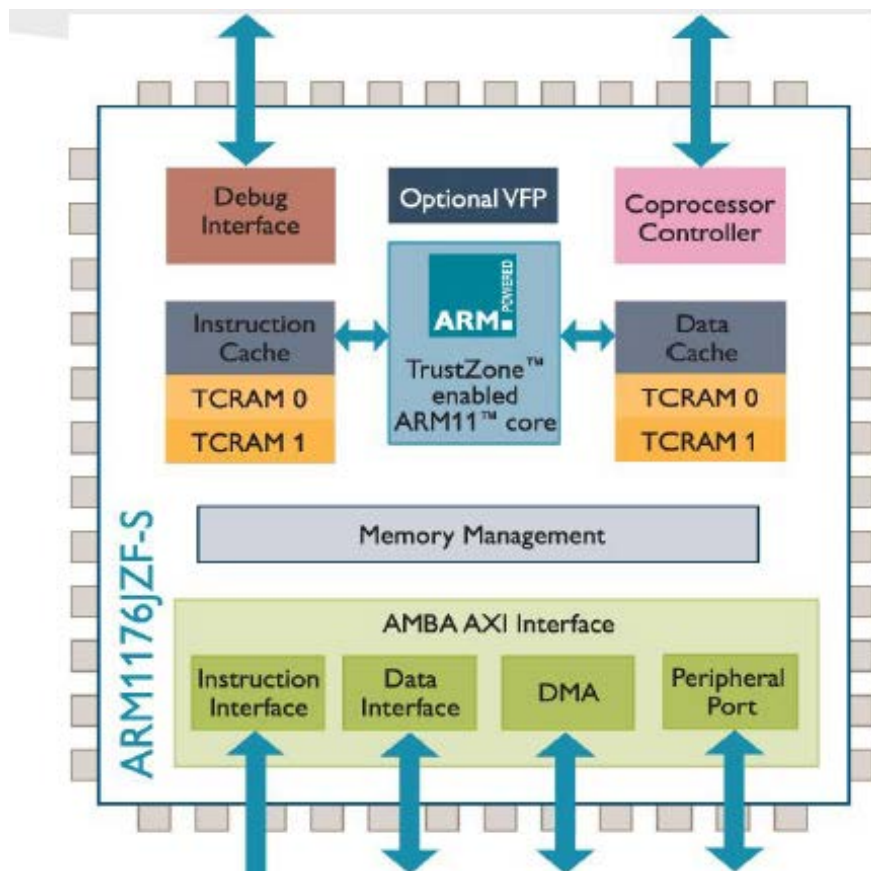 Debug
Interface
Optional VFP
Coprocessor
Controller
ARM
POWERED
Instruction
Cache
TCRAM 0
TCRAM 1
TrustZone™
enabled
ARM11™ core
Data
Cache
TCRAM 0
TCRAM 1
Memory Management
ARM1176JZF-S
AMBA AXI Interface
Instruction
Interface
Data
Interface
DMA
Peripheral
Port